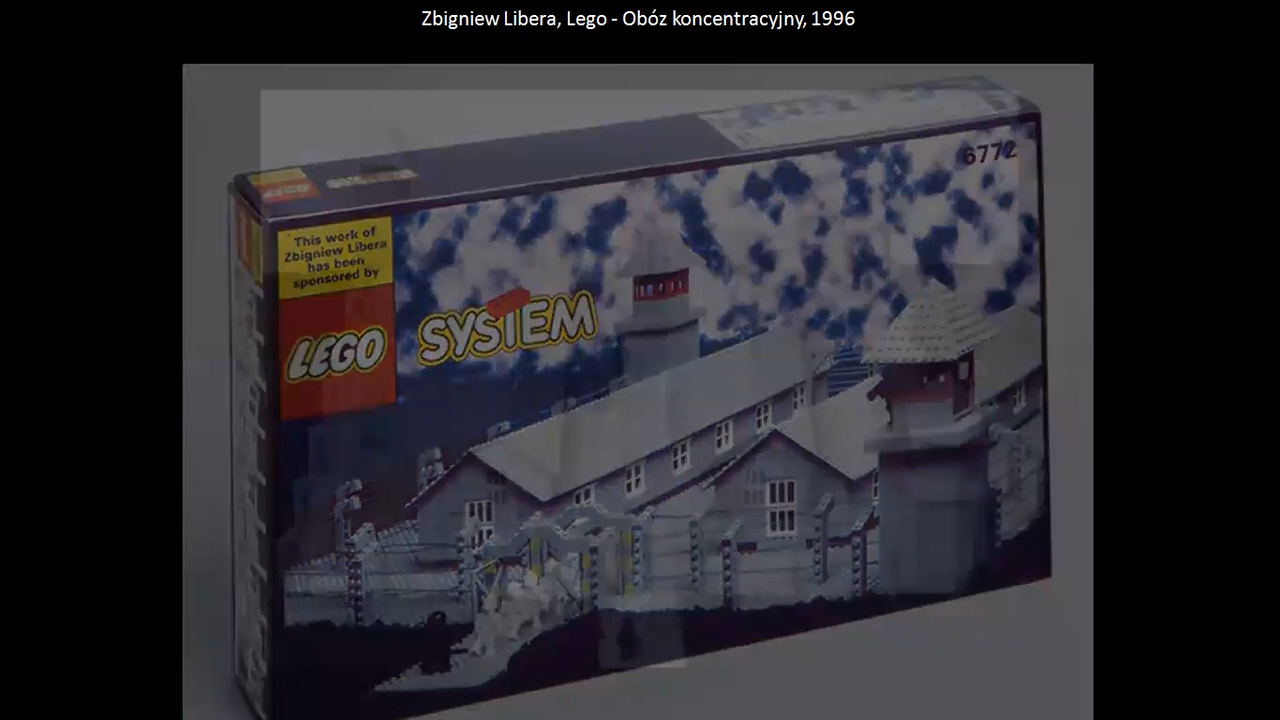 Zbigniew Libera, Lego - Obóz koncentracyjny, 1996
6772
LEGO
This work of
Zbigniew Libera
has been
sponsored by
LEGO
SYSTEM